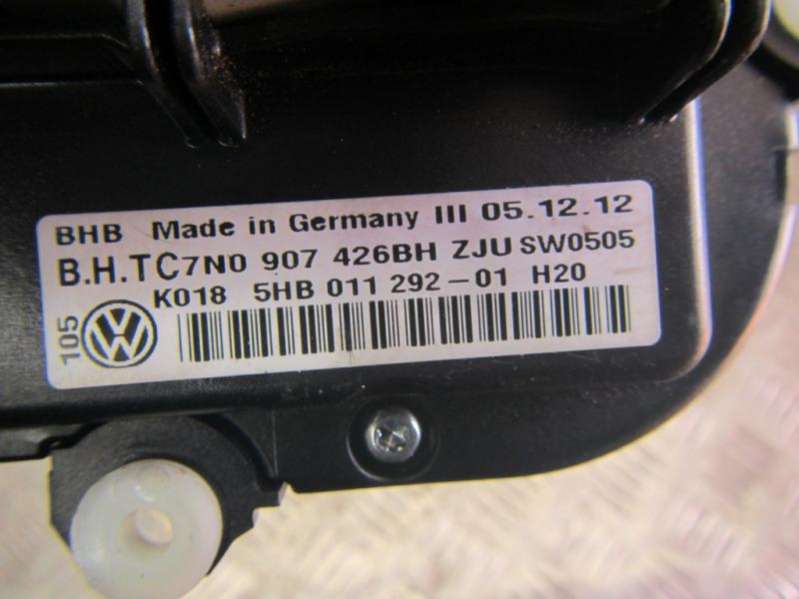 BHB Made in Germany III 05.12.12
B.H.TC7N0 907 426BH ZJU SW0505
K018 5HB 011 292-01 H20
105